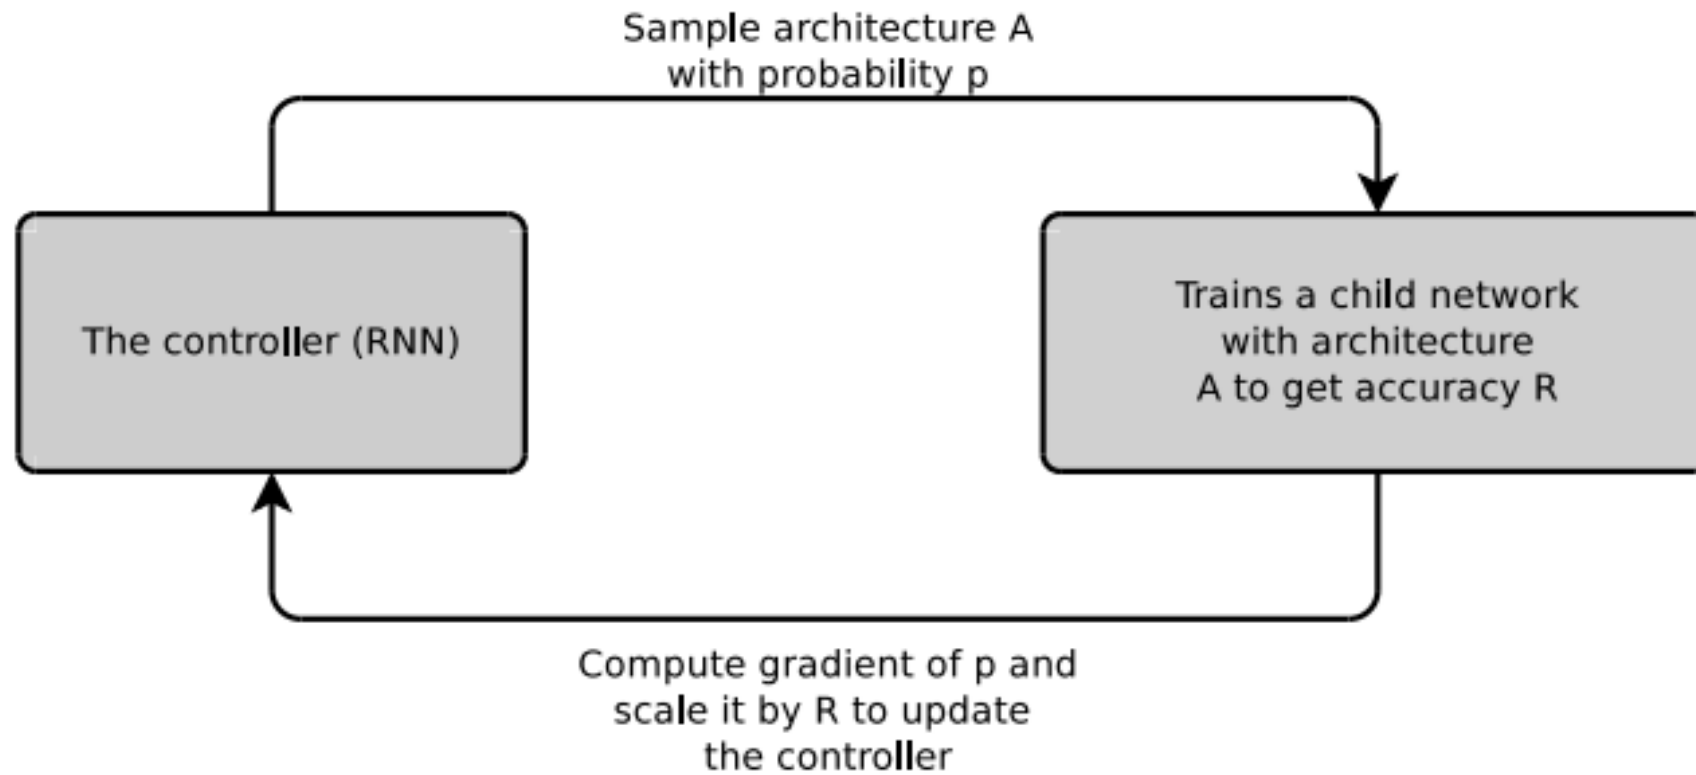 Sample architecture A
with probability p
The controller (RNN)
Trains a child network
with architecture
A to get accuracy R
Compute gradient of p and
scale it by R to update
the controller